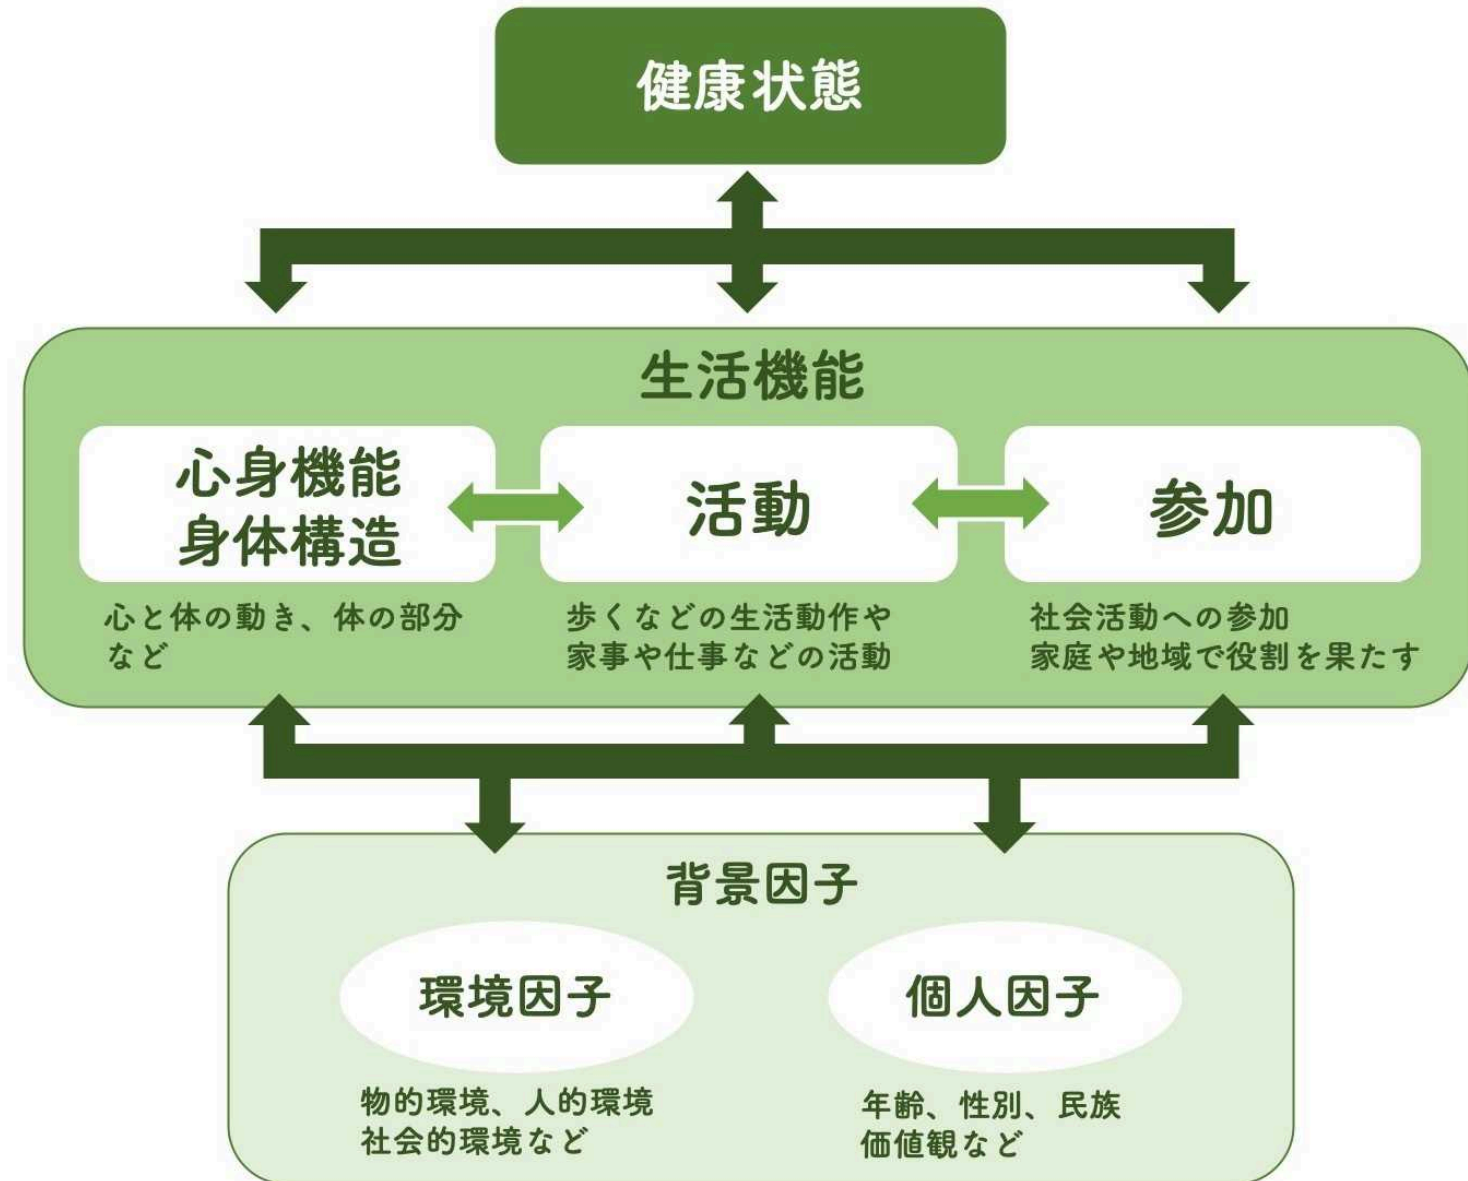 健康状態
生活機能
心身機能
身体構造
活動
参加
心と体の動き、体の部分
など
歩くなどの生活動作や
家事や仕事などの活動
社会活動への参加
家庭や地域で役割を果たす
背景因子
環境因子
個人因子
物的環境、人的環境
社会的環境など
年齢、性別、民族
価値観など